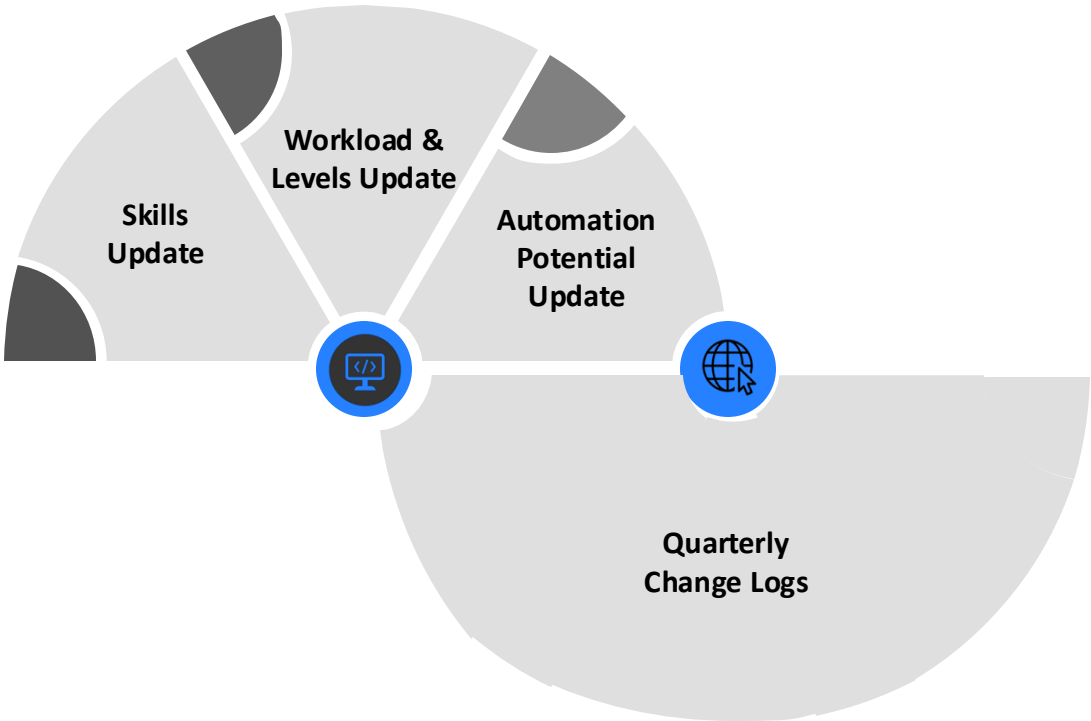 Skills
Update
Workload &
Levels Update
Automation
Potential
Update
Quarterly
Change Logs